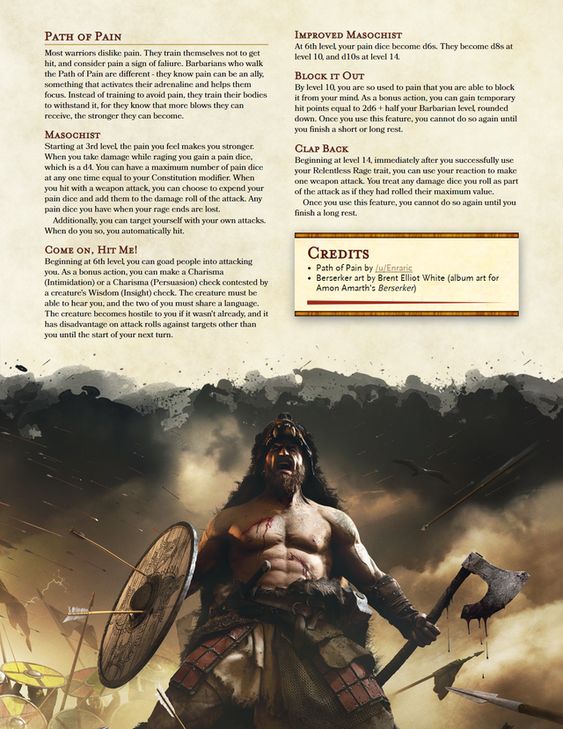 Path of Pain
Most warriors dislike pain. They train themselves not to get
hit, and consider pain a sign of faliure. Barbarians who walk
the Path of Pain are different - they know pain can be an ally,
something that activates their adrenaline and helps them
focus. Instead of training to avoid pain, they train their bodies
to withstand it, for they know that more blows they can
receive, the stronger they can become.
Masochist
Starting at 3rd level, the pain you feel makes you stronger.
When you take damage while raging you gain a pain dice,
which is a d4. You can have a maximum number of pain dice
at any one time equal to your Constitution modifier. When
you hit with a weapon attack, you can choose to expend your
pain dice and add them to the damage roll of the attack. Any
pain dice you have when your rage ends are lost.
Additionally, you can target yourself with your own attacks.
When do you so, you automatically hit.
Come on, Hit Me!
Beginning at 6th level, you can goad people into attacking
you. As a bonus action, you can make a Charisma
(Intimidation) or a Charisma (Persuasion) check contested by
a creature's Wisdom (Insight) check. The creature must be
able to hear you, and the two of you must share a language.
The creature becomes hostile to you if it wasn't already, and it
has disadvantage on attack rolls against targets other than
you until the start of your next turn.
Improved Masochist
At 6th level, your pain dice become d6s. They become d8s at
level 10, and d10s at level 14.
Block it Out
By level 10, you are so used to pain that you are able to block
it from your mind. As a bonus action, you can gain temporary
hit points equal to 2d6 + half your Barbarian level, rounded
down. Once you use this feature, you cannot do so again until
you finish a short or long rest.
Clap Back
Beginning at level 14, immediately after you successfully use
your Relentless Rage trait, you can use your reaction to make
one weapon attack. You treat any damage dice you roll as part
of the attack as if they had rolled their maximum value.
Once you use this feature, you cannot do so until you
finish a long rest.
Credits
• Path of Pain by /u/Enraric
• Berserker art by Brent Elliot White (album art for
Amon Amarth's Berserker)